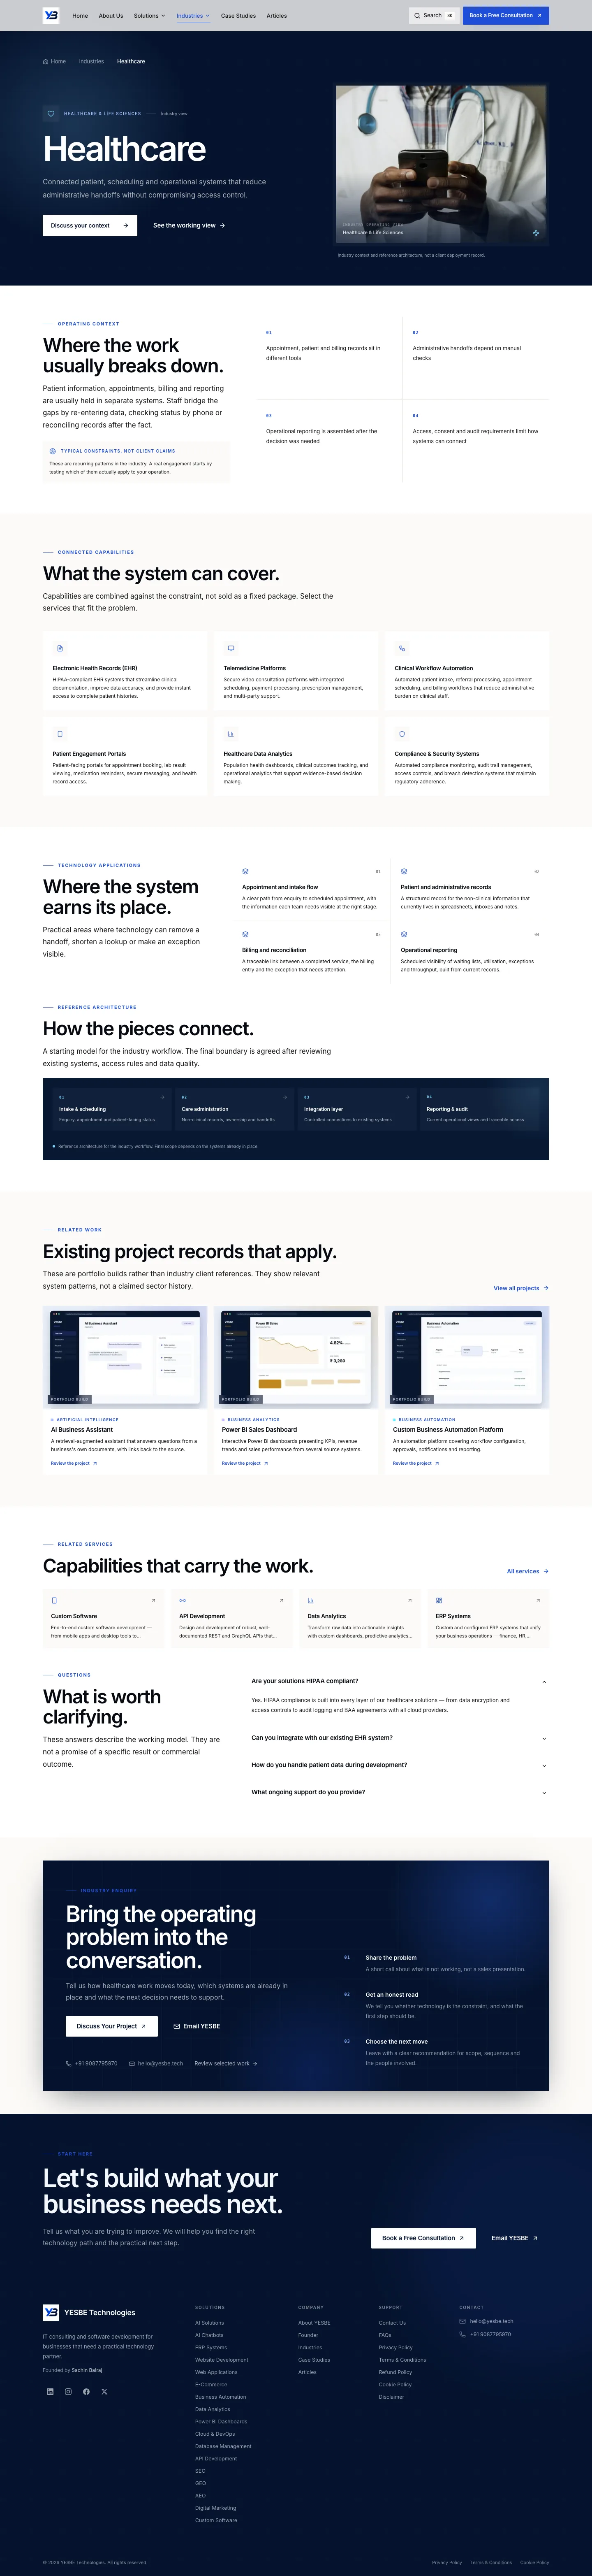 YB
Home
About Us
Solutions
Industries
Case Studies
Articles
Search
Book a Free Consultation
Home
Industries
Healthcare
HEALTHCARE & LIFE SCIENCES
Industry view
Healthcare
Connected patient, scheduling and operational systems that reduce
administrative handoffs without compromising access control.
Discuss your context
See the working view
Healthcare & Life Sciences
Industry context and reference architecture, not a client deployment record.
OPERATING CONTEXT
Where the work
usually breaks down.
Patient information, appointments, billing and reporting
are usually held in separate systems. Staff bridge the
gaps by re-entering data, checking status by phone or
reconciling records after the fact.
TYPICAL CONSTRAINTS, NOT CLIENT CLAIMS
These are recurring patterns in the industry. A real engagement starts by
testing which of them actually apply to your operation.
01
Appointment, patient and billing records sit in
different tools
02
Administrative handoffs depend on manual
checks
03
Operational reporting is assembled after the
decision was needed
04
Access, consent and audit requirements limit how
systems can connect
CONNECTED CAPABILITIES
What the system can cover.
Capabilities are combined against the constraint, not sold as a fixed package. Select the
services that fit the problem.
Electronic Health Records (EHR)
HIPAA-compliant EHR systems that streamline clinical
documentation, improve data accuracy, and provide instant
access to complete patient histories.
Telemedicine Platforms
Secure video consultation platforms with integrated
scheduling, payment processing, prescription management,
and multi-party support.
Clinical Workflow Automation
Automated patient intake, referral processing, appointment
scheduling, and billing workflows that reduce administrative
burden on clinical staff.
Patient Engagement Portals
Patient-facing portals for appointment booking, lab result
viewing, medication reminders, secure messaging, and health
record access.
Healthcare Data Analytics
Population health dashboards, clinical outcomes tracking, and
operational analytics that support evidence-based decision
making.
Compliance & Security Systems
Automated compliance monitoring, audit trail management,
access controls, and breach detection systems that maintain
regulatory adherence.
TECHNOLOGY APPLICATIONS
Where the system
earns its place.
Practical areas where technology can remove a
handoff, shorten a lookup or make an exception
visible.
01
Appointment and intake flow
A clear path from enquiry to scheduled appointment, with
the information each team needs visible at the right stage.
02
Patient and administrative records
A structured record for the non-clinical information that
currently lives in spreadsheets, inboxes and notes.
03
Billing and reconciliation
A traceable link between a completed service, the billing
entry and the exception that needs attention.
04
Operational reporting
Scheduled visibility of waiting lists, utilisation, exceptions
and throughput, built from current records.
REFERENCE ARCHITECTURE
How the pieces connect.
A starting model for the industry workflow. The final boundary is agreed after reviewing
existing systems, access rules and data quality.
01
Intake & scheduling
Enquiry, appointment and patient-facing status
02
Care administration
Non-clinical records, ownership and handoffs
03
Integration layer
Controlled connections to existing systems
04
Reporting & audit
Current operational views and traceable access
Reference architecture for the industry workflow. Final scope depends on the systems already in place.
RELATED WORK
Existing project records that apply.
These are portfolio builds rather than industry client references. They show relevant
system patterns, not a claimed sector history.
View all projects
AI Business Assistant
PORTFOLIO BUILD
ARTIFICIAL INTELLIGENCE
AI Business Assistant
A retrieval-augmented assistant that answers questions from a
business's own documents, with links back to the source.
Review the project
Power BI Sales
4.82%
₹ 3,260
PORTFOLIO BUILD
BUSINESS ANALYTICS
Power BI Sales Dashboard
Interactive Power BI dashboards presenting KPIs, revenue
trends and sales performance from several source systems.
Review the project
Business Automation
PORTFOLIO BUILD
BUSINESS AUTOMATION
Custom Business Automation Platform
An automation platform covering workflow configuration,
approvals, notifications and reporting.
Review the project
RELATED SERVICES
Capabilities that carry the work.
All services
Custom Software
End-to-end custom software development —
from mobile apps and desktop tools to...
API Development
Design and development of robust, well-
documented REST and GraphQL APIs that...
Data Analytics
Transform raw data into actionable insights
with custom dashboards, predictive analytics...
ERP Systems
Custom and configured ERP systems that unify
your business operations — finance, HR,...
QUESTIONS
What is worth
clarifying.
These answers describe the working model. They are
not a promise of a specific result or commercial
outcome.
Are your solutions HIPAA compliant?
Yes. HIPAA compliance is built into every layer of our healthcare solutions — from data encryption and
access controls to audit logging and BAA agreements with all cloud providers.
Can you integrate with our existing EHR system?
How do you handle patient data during development?
What ongoing support do you provide?
INDUSTRY ENQUIRY
Bring the operating
problem into the
conversation.
Tell us how healthcare work moves today, which systems are already in
place and what the next decision needs to support.
Discuss Your Project
Email YESBE
+91 9087795970
hello@yesbe.tech
Review selected work
01
Share the problem
A short call about what is not working, not a sales presentation.
02
Get an honest read
We tell you whether technology is the constraint, and what the
first step should be.
03
Choose the next move
Leave with a clear recommendation for scope, sequence and
the people involved.
START HERE
Let's build what your
business needs next.
Tell us what you are trying to improve. We will help you find the right
technology path and the practical next step.
Book a Free Consultation
Email YESBE
YB
YESBE Technologies
IT consulting and software development for
businesses that need a practical technology
partner.
Founded by Sachin Balraj
SOLUTIONS
AI Solutions
AI Chatbots
ERP Systems
Website Development
Web Applications
E-Commerce
Business Automation
Data Analytics
Power BI Dashboards
Cloud & DevOps
Database Management
API Development
SEO
GEO
AEO
Digital Marketing
Custom Software
COMPANY
About YESBE
Founder
Industries
Case Studies
Articles
SUPPORT
Contact Us
FAQs
Privacy Policy
Terms & Conditions
Refund Policy
Cookie Policy
Disclaimer
CONTACT
hello@yesbe.tech
+91 9087795970
© 2026 YESBE Technologies. All rights reserved.
Privacy Policy
Terms & Conditions
Cookie Policy